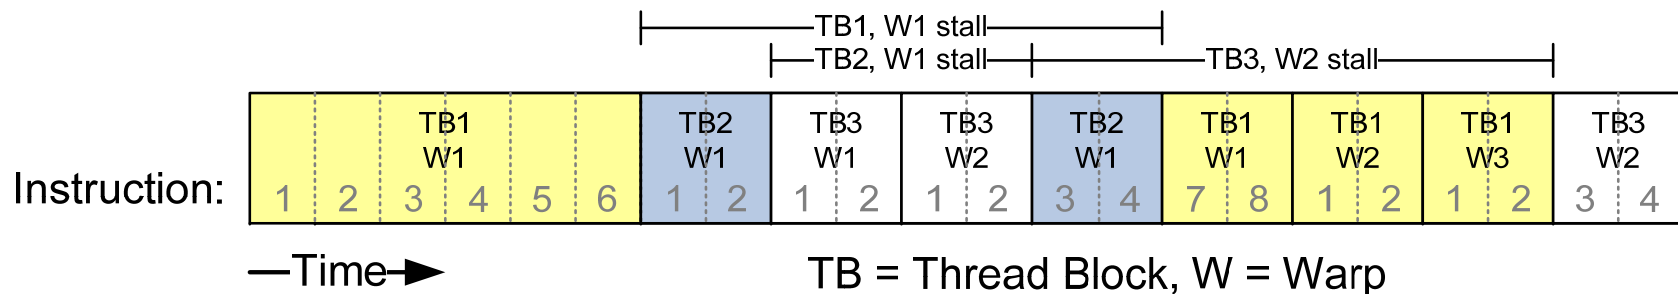 TB1, W1 stall
TB2, W1 stall TB3, W2 stall
TB1 TB2 TB3 TB3 TB2 TB1 TB1 TB1 TB3
W1 W1 W1 W2 W1 W1 W2 W3 W2
Instruction: 1 2 3 4 5 6 1 2 1 2 1 2 3 4 7 8 1 2 1 2 3 4
Time TB = Thread Block, W = Warp